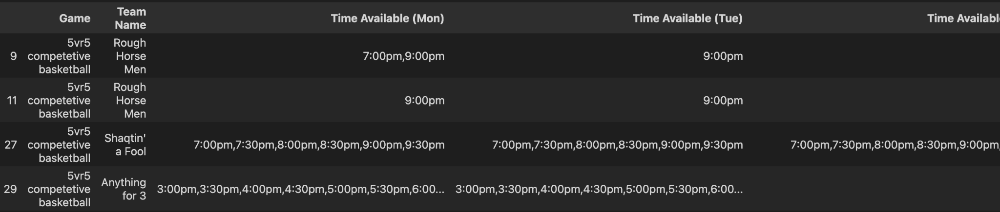 Game Team Name Time Available (Mon) Time Available (Tue) Time Availabl
9 5vr5 competetive basketball Rough Horse Men 7:00pm,9:00pm 9:00pm
11 5vr5 competetive basketball Rough Horse Men 9:00pm 9:00pm
27 5vr5 competetive basketball Shaqtin' a Fool 7:00pm,7:30pm,8:00pm,8:30pm,9:00pm,9:30pm 7:00pm,7:30pm,8:00pm,8:30pm,9:00pm,9:30pm 7:00pm,7:30pm,8:00pm,8:30pm,9:00pm,
29 5vr5 competetive basketball Anything for 3 3:00pm,3:30pm,4:00pm,4:30pm,5:00pm,5:30pm,6:00... 3:00pm,3:30pm,4:00pm,4:30pm,5:00pm,5:30pm,6:00...